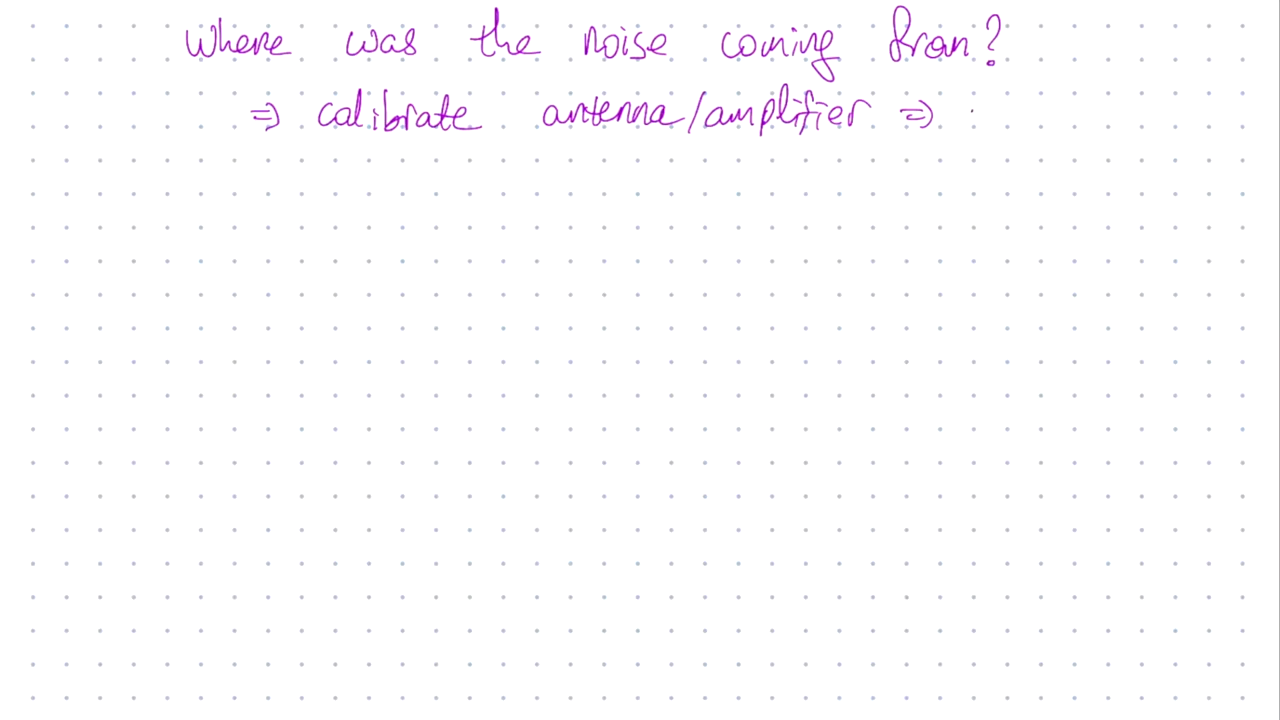 Where was the noise coming from?
⇒ calibrate antenna/amplifier ⇒